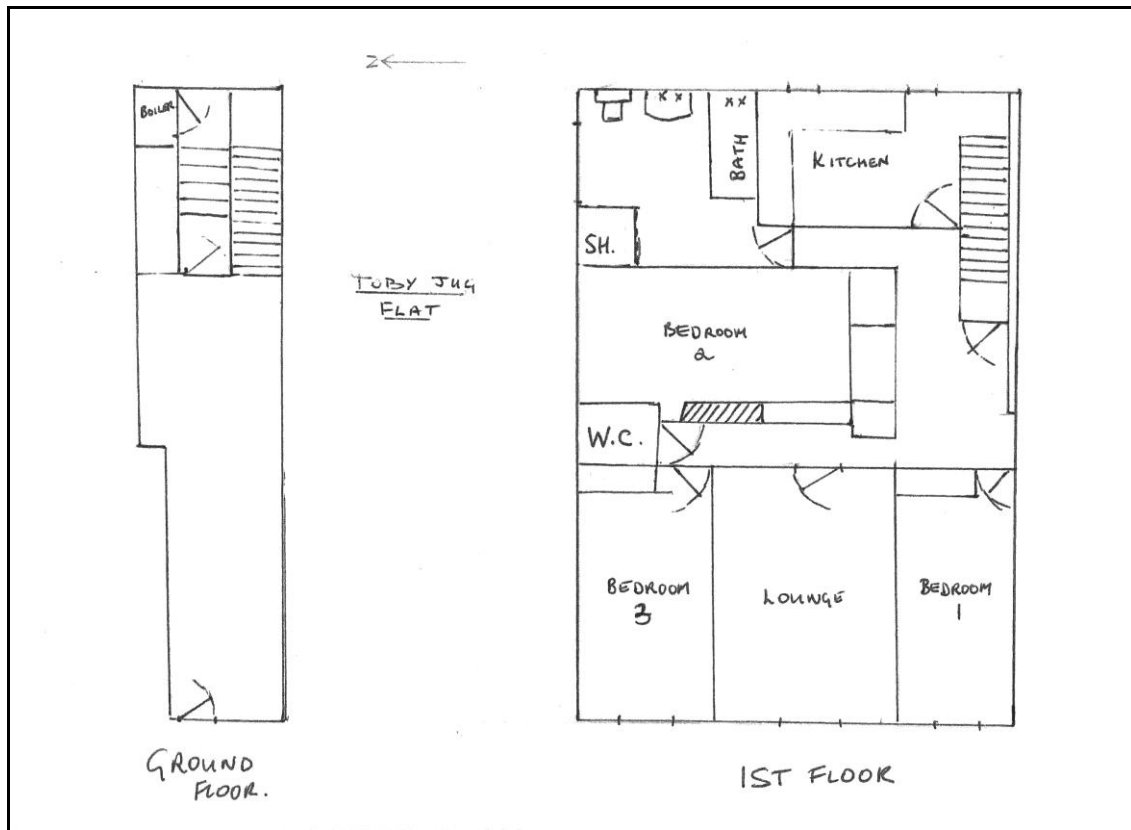 N
BOILER
TOBY JUG
FLAT
GROUND
FLOOR.
BATH
KITCHEN
SH.
BEDROOM
2
W.C.
BEDROOM
3
LOUNGE
BEDROOM
1
1ST FLOOR